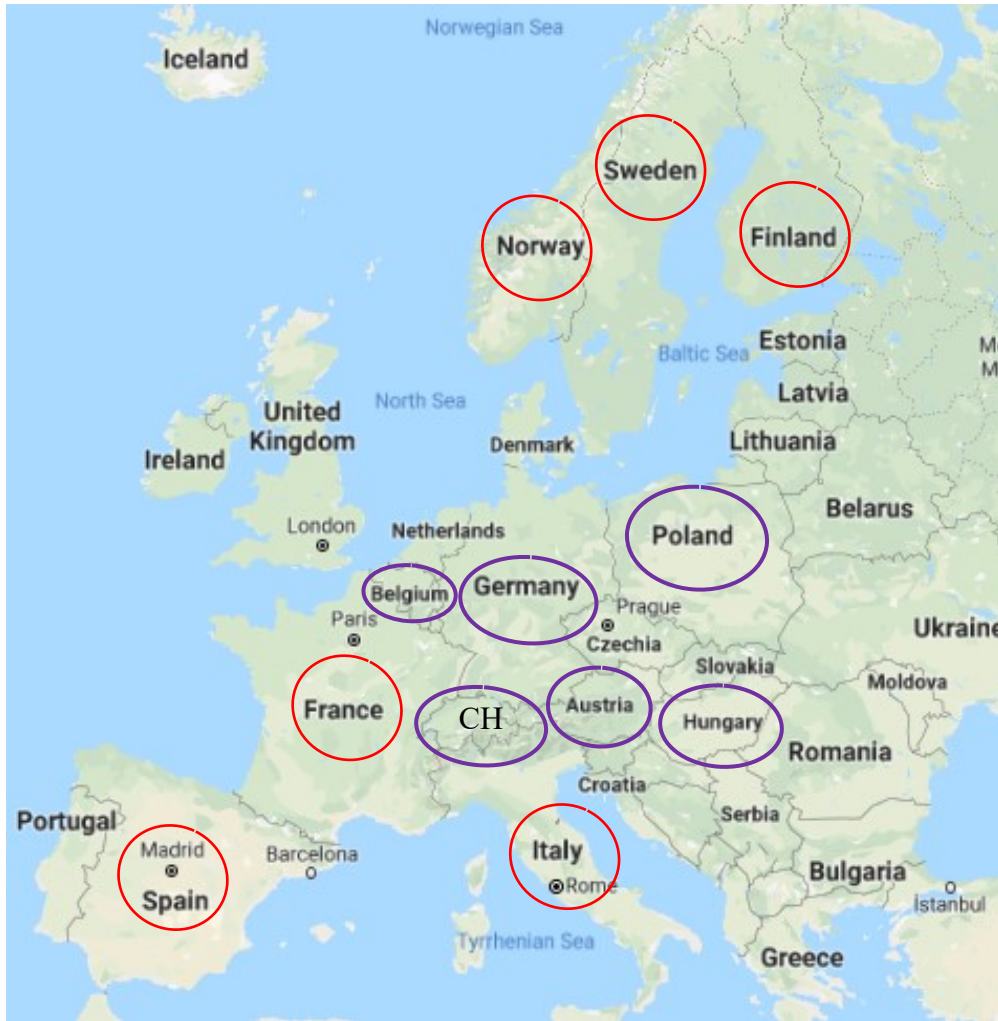 Norwegian Sea
Iceland
Sweden
Norway
Finland
Estonia
Baltic Sea
M
M
Latvia
North Sea
United
Kingdom
Denmark
Lithuania
Ireland
Belarus
London
Netherlands
Poland
Belgium
Germany
Prague
Paris
Czechia
Ukraine
Slovakia
Moldova
France
CH
Austria
Hungary
Romania
Croatia
Portugal
Serbia
Madrid
Barcelona
Italy
Bulgaria
Rome
Spain
İstanbul
Tyrrhenian Sea
Greece